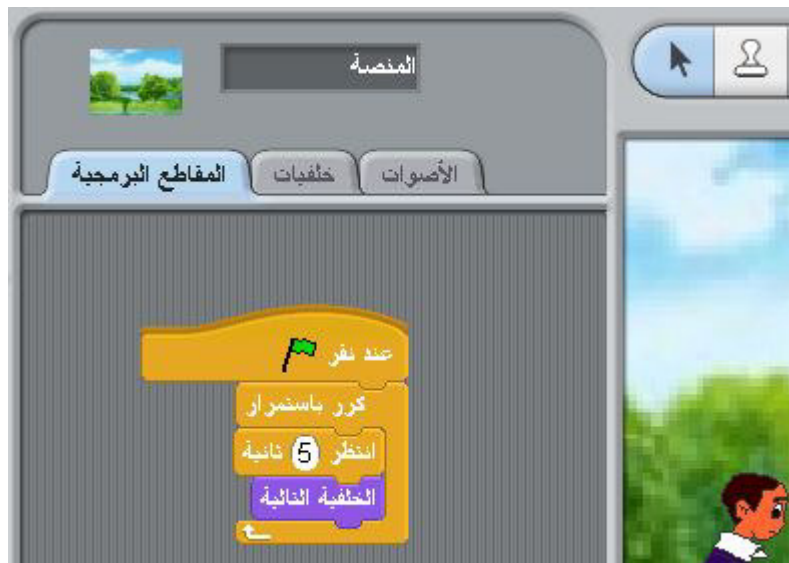 المنصة
الأصوات
خلفيات
المقاطع البرمجية
عند نقر
كرر باستمرار
انتظر 5 ثانية
الخلفية التالية